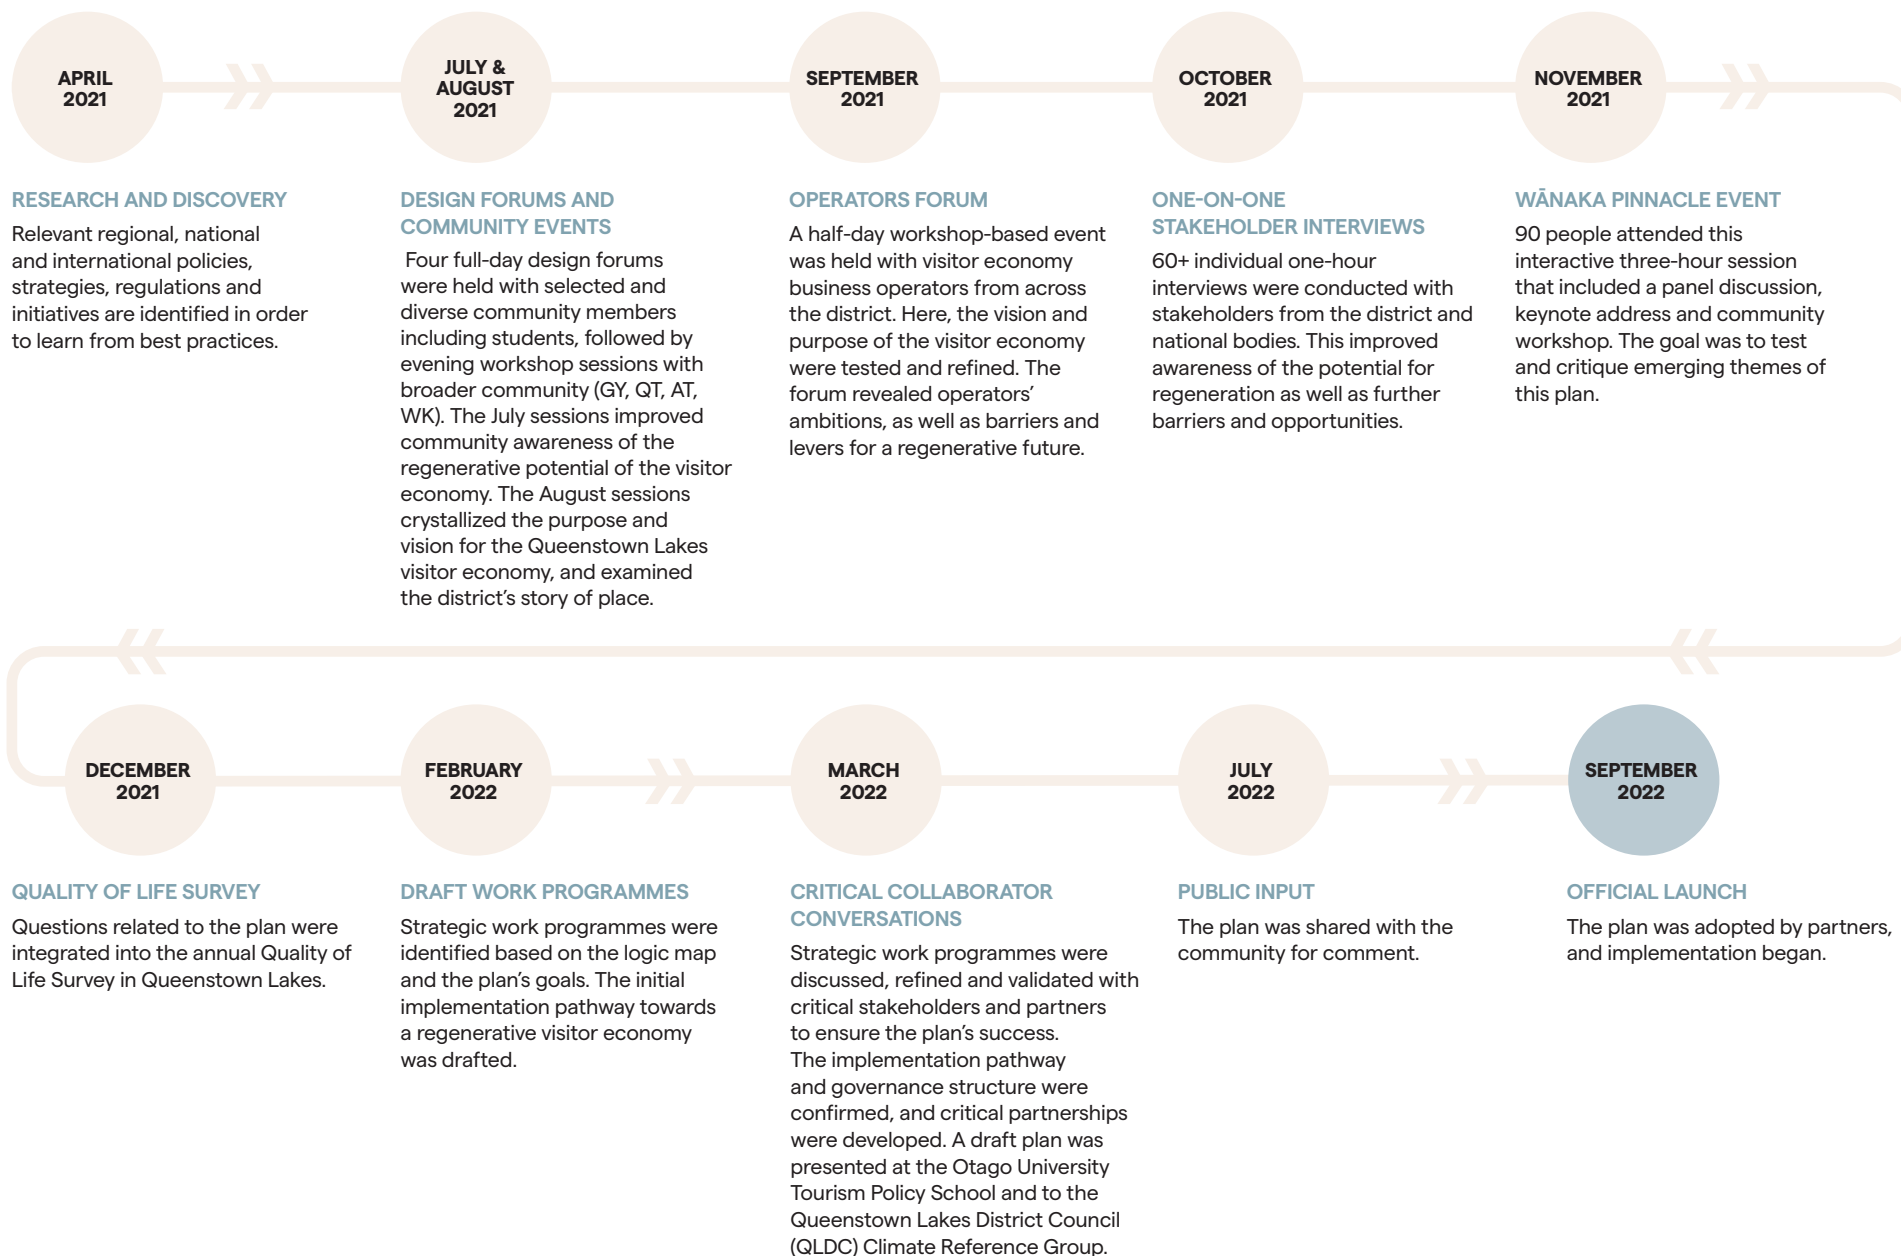 APRIL
2021
RESEARCH AND DISCOVERY
Relevant regional, national
and international policies,
strategies, regulations and
initiatives are identified in order
to learn from best practices.
JULY &
AUGUST
2021
DESIGN FORUMS AND
COMMUNITY EVENTS
Four full-day design forums
were held with selected and
diverse community members
including students, followed by
evening workshop sessions with
broader community (GY, QT, AT,
WK). The July sessions improved
community awareness of the
regenerative potential of the visitor
economy. The August sessions
crystallized the purpose and
vision for the Queenstown Lakes
visitor economy, and examined
the district’s story of place.
SEPTEMBER
2021
OPERATORS FORUM
A half-day workshop-based event
was held with visitor economy
business operators from across
the district. Here, the vision and
purpose of the visitor economy
were tested and refined. The
forum revealed operators’
ambitions, as well as barriers and
levers for a regenerative future.
OCTOBER
2021
ONE-ON-ONE
STAKEHOLDER INTERVIEWS
60+ individual one-hour
interviews were conducted with
stakeholders from the district and
national bodies. This improved
awareness of the potential for
regeneration as well as further
barriers and opportunities.
NOVEMBER
2021
WĀNAKA PINNACLE EVENT
90 people attended this
interactive three-hour session
that included a panel discussion,
keynote address and community
workshop. The goal was to test
and critique emerging themes of
this plan.
DECEMBER
2021
QUALITY OF LIFE SURVEY
Questions related to the plan were
integrated into the annual Quality of
Life Survey in Queenstown Lakes.
FEBRUARY
2022
DRAFT WORK PROGRAMMES
Strategic work programmes were
identified based on the logic map
and the plan’s goals. The initial
implementation pathway towards
a regenerative visitor economy
was drafted.
MARCH
2022
CRITICAL COLLABORATOR
CONVERSATIONS
Strategic work programmes were
discussed, refined and validated with
critical stakeholders and partners
to ensure the plan’s success.
The implementation pathway
and governance structure were
confirmed, and critical partnerships
were developed. A draft plan was
presented at the Otago University
Tourism Policy School and to the
Queenstown Lakes District Council
(QLDC) Climate Reference Group.
JULY
2022
PUBLIC INPUT
The plan was shared with the
community for comment.
SEPTEMBER
2022
OFFICIAL LAUNCH
The plan was adopted by partners,
and implementation began.